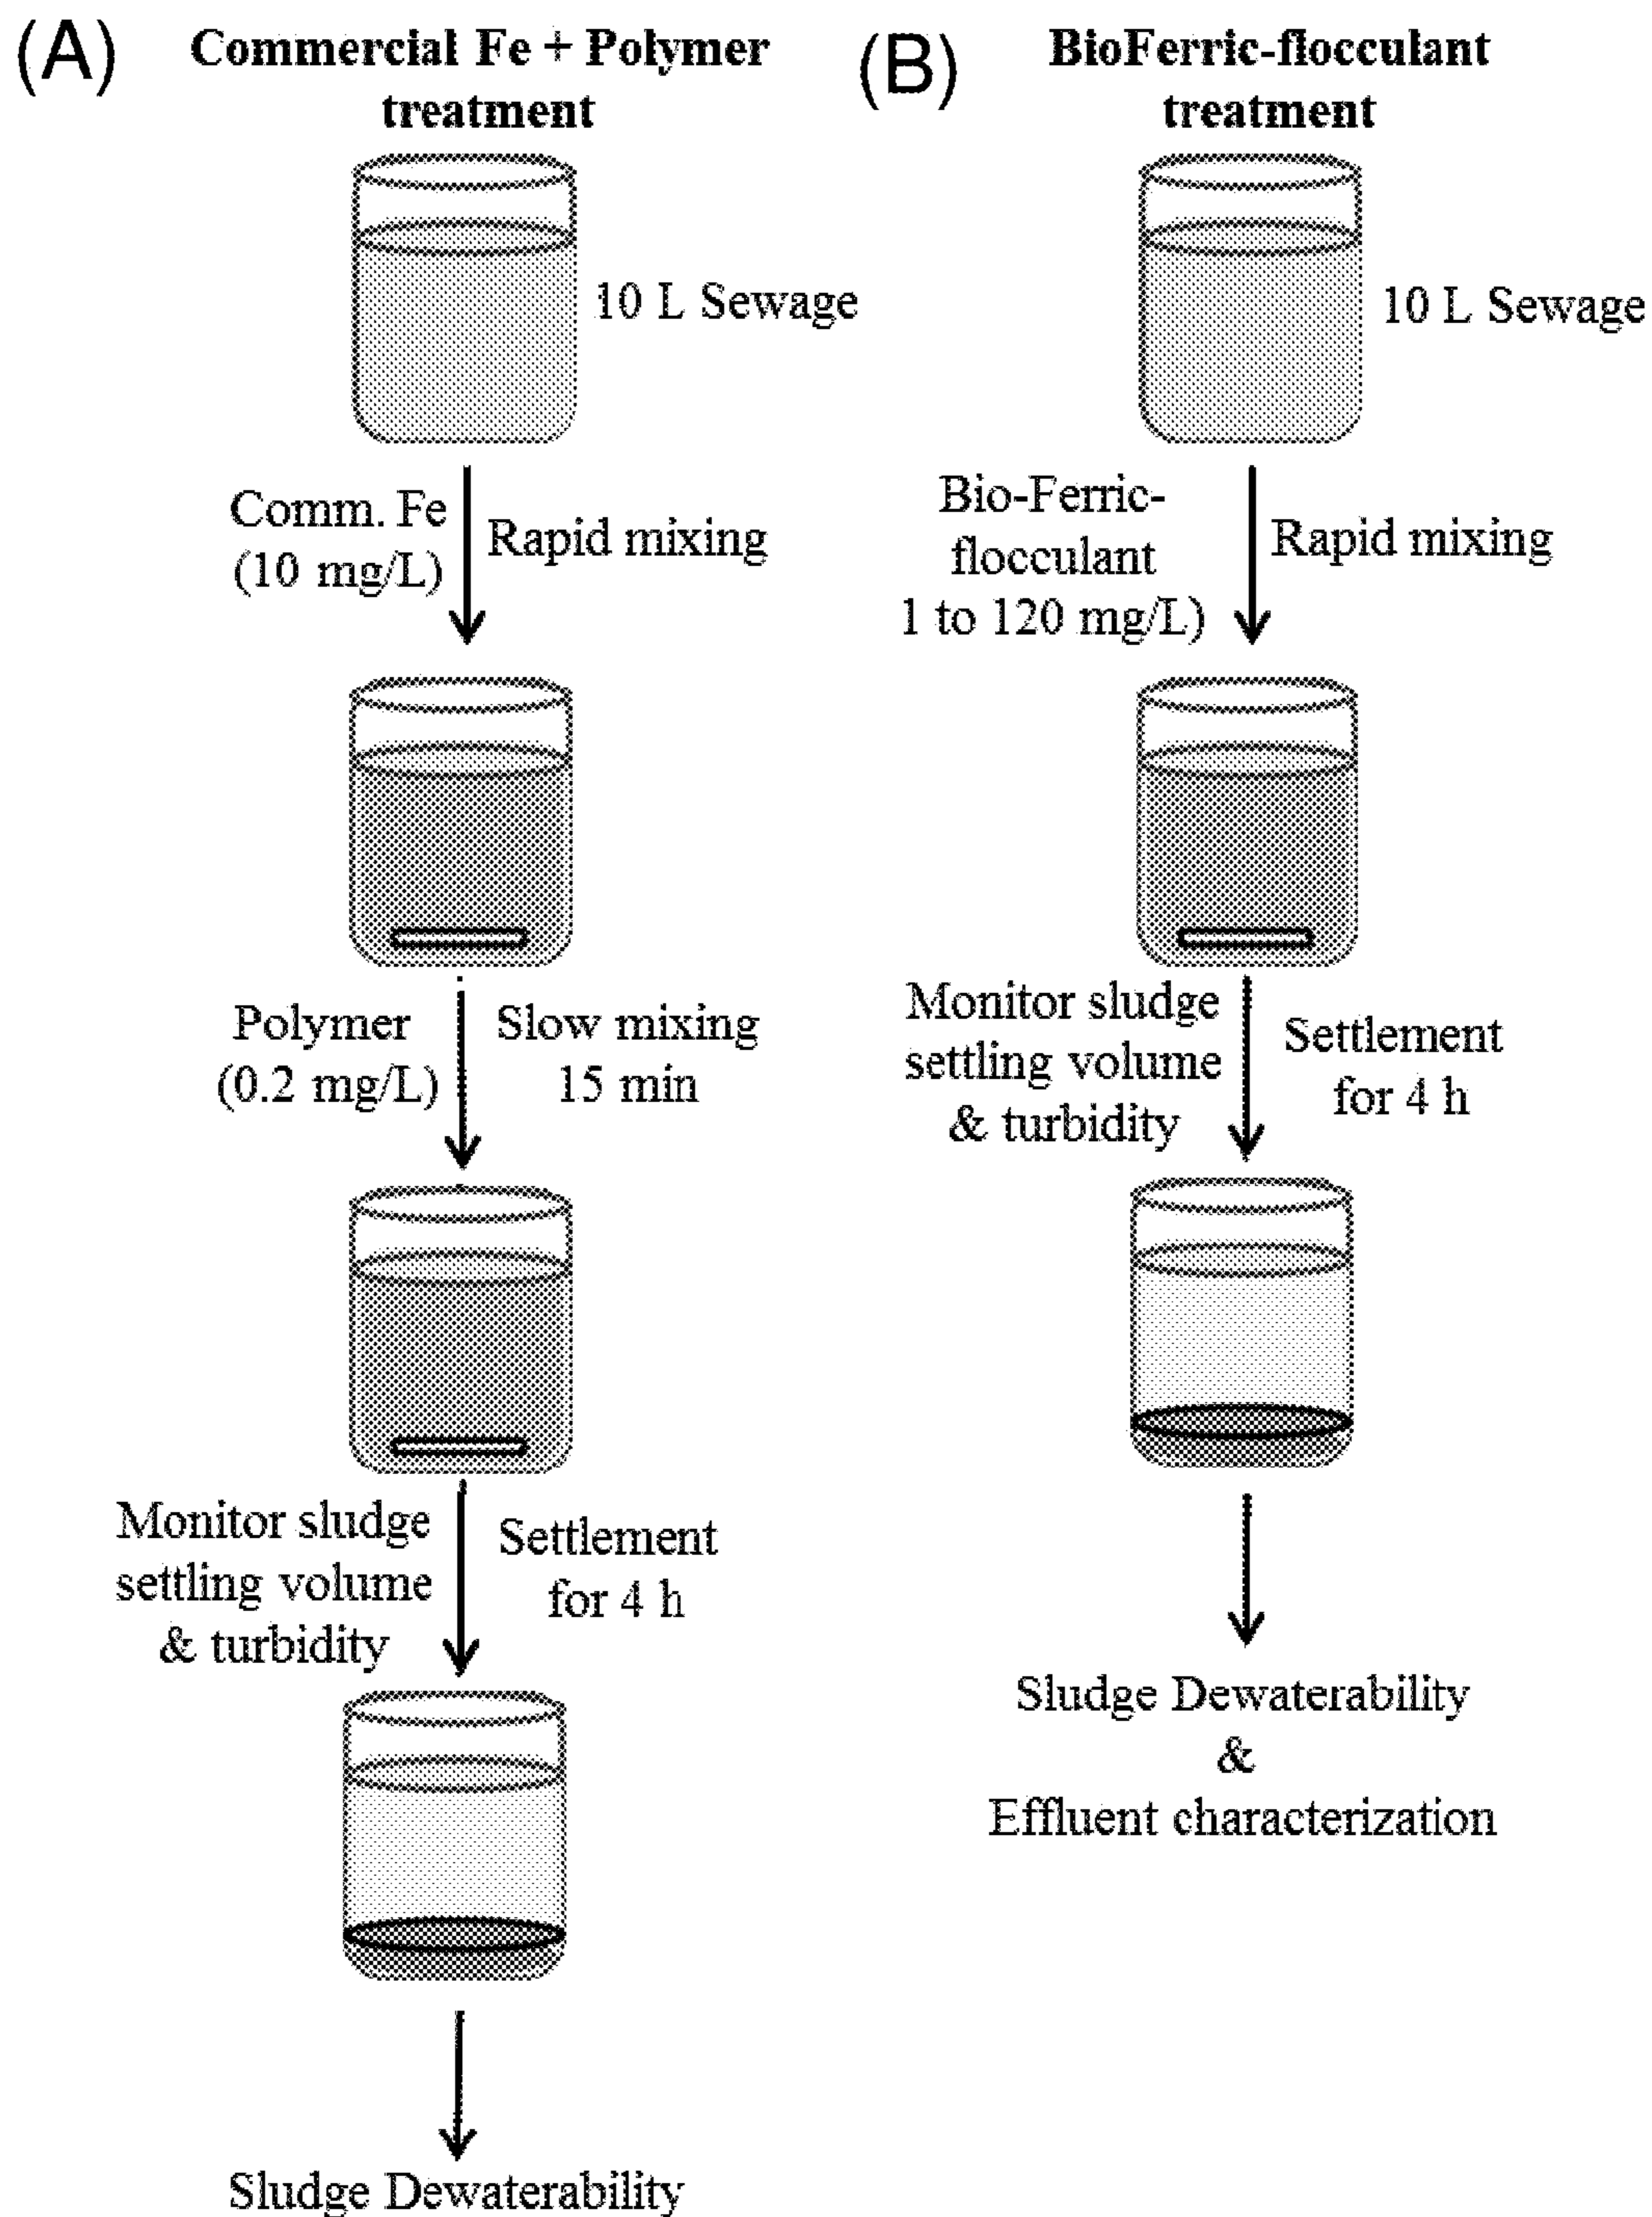 (A)
Commercial Fe + Polymer
treatment
10 L Sewage
Comm. Fe
(10 mg/L)
Rapid mixing
Polymer
(0.2 mg/L)
Slow mixing
15 min
Monitor sludge
settling volume
& turbidity
Settlement
for 4 h
Sludge Dewaterability
(B)
BioFerric-flocculant
treatment
10 L Sewage
Bio-Ferric-
flocculant
1 to 120 mg/L)
Rapid mixing
Monitor sludge
settling volume
& turbidity
Settlement
for 4 h
Sludge Dewaterability
&
Effluent characterization